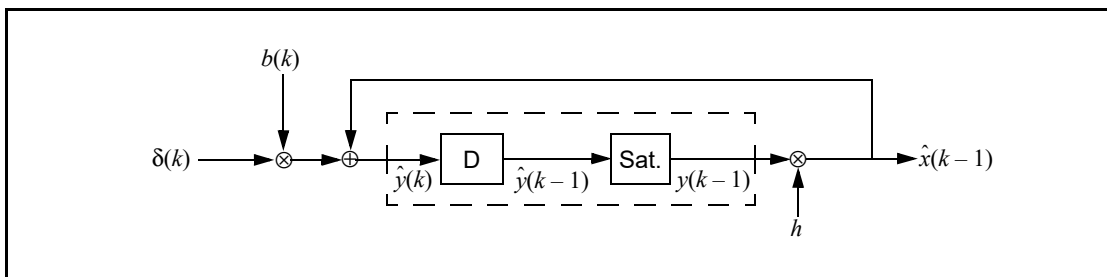 b(k)
δ(k)
⊗
⊕
ŷ(k)
D
ŷ(k – 1)
Sat.
y(k – 1)
⊗
x̂(k – 1)
h